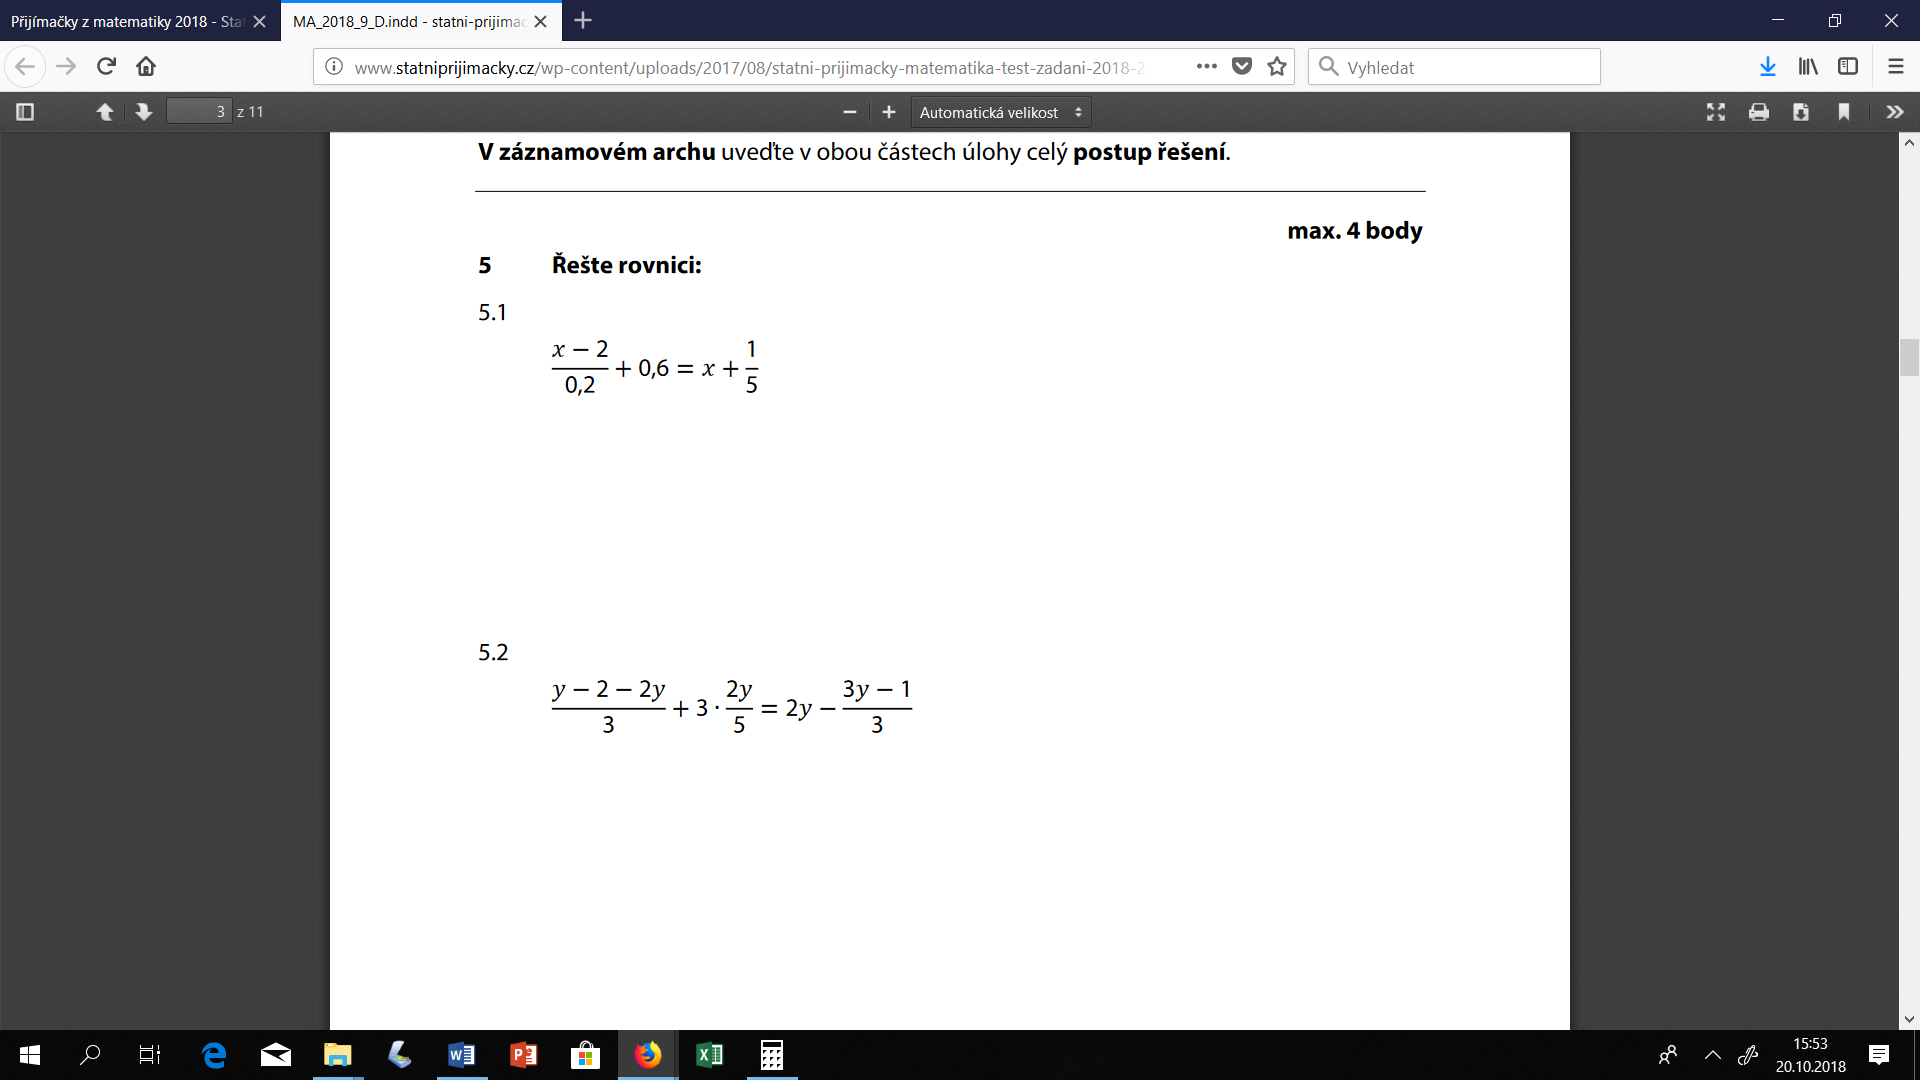 Přijímačky z matematiky 2018 - Stat
MA_2018_9_D.indd - statni-prijimac
www.statniprijimacky.cz/wp-content/uploads/2017/08/statni-prijimacky-matematika-test-zadani-2018-2
Vyhledat
3 z 11
Automatická velikost
V záznamovém archu uveďte v obou částech úlohy celý postup řešení.
max. 4 body
5 Řešte rovnici:
5.1
(x − 2)/0,2 + 0,6 = x + 1/5
5.2
(y − 2 − 2y)/3 + 3 · 2y/5 = 2y − (3y − 1)/3
15:53
20.10.2018